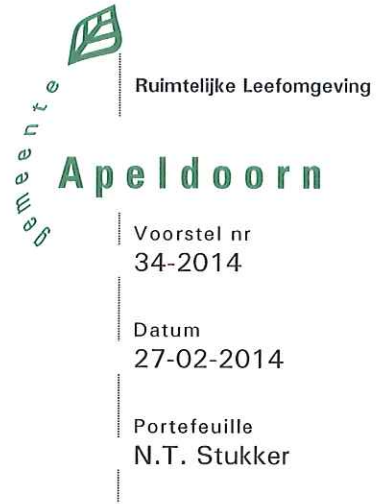 Ruimtelijke Leefomgeving
gemeente
Apeldoorn
Voorstel nr
34-2014
Datum
27-02-2014
Portefeuille
N.T. Stukker